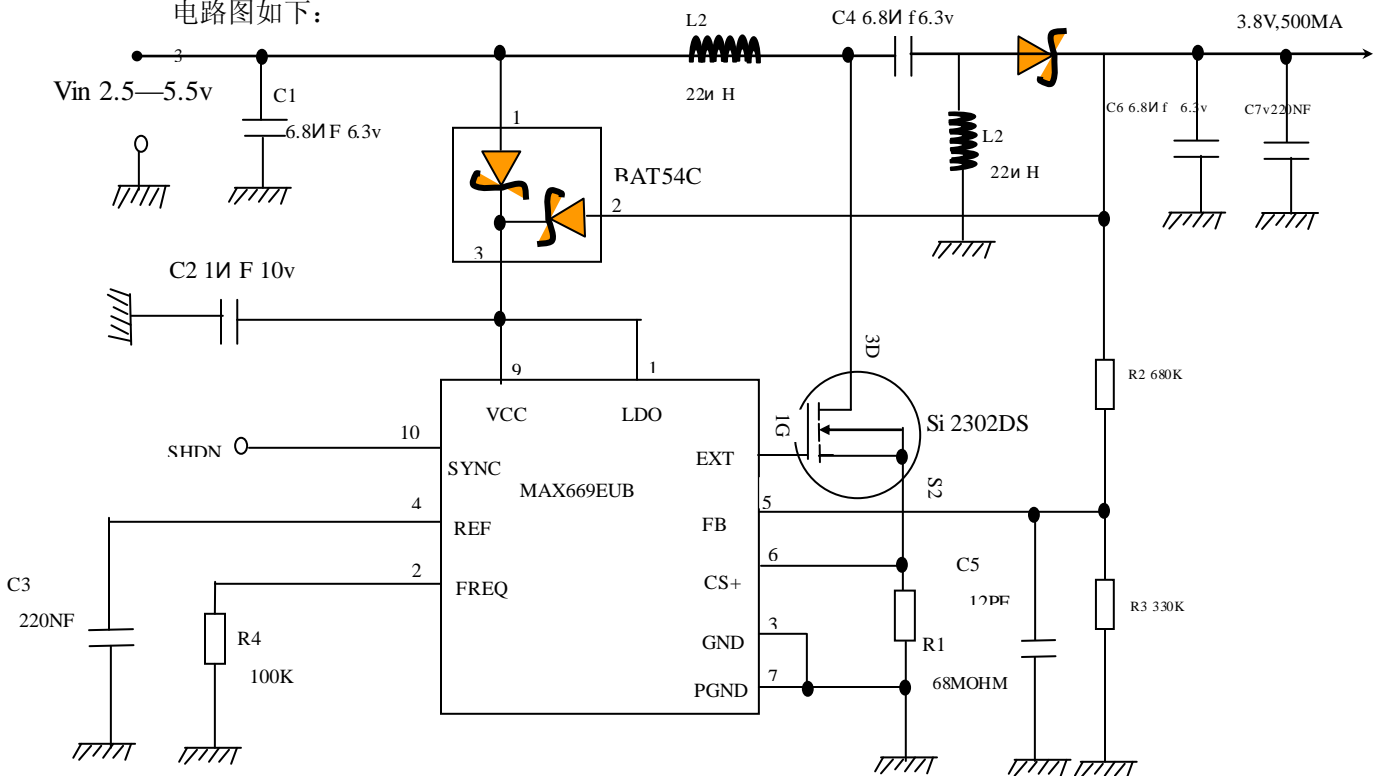 电路图如下：
L2
C4 6.8И f6.3v
3.8V,500MA
3
Vin 2.5—5.5v
C1
6.8И F 6.3v
22и H
C6 6.8И f 6.3v
C7v220NF
1
L2
22и H
BAT54C
2
3
C2 1И F 10v
3D
9
1
R2 680K
VCC
LDO
1G
Si 2302DS
SHDN
10
SYNC
EXT
MAX669EUB
S2
4
REF
5
FB
6
C5
2
FREQ
CS+
12PF
C3
220NF
R4
100K
3
GND
R1
R3 330K
7
PGND
68MOHM